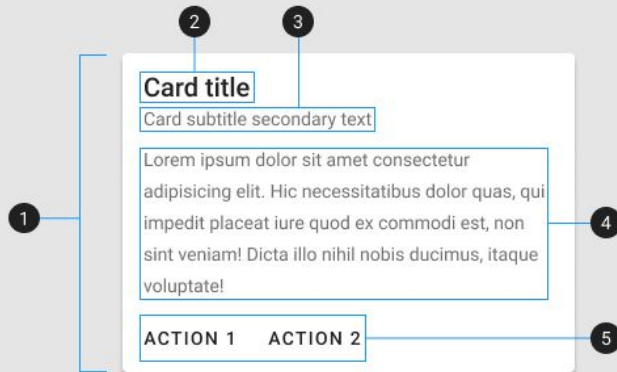 2
3
Card title
Card subtitle secondary text
Lorem ipsum dolor sit amet consectetur
adipisicing elit. Hic necessitatibus dolor quas, qui
1
impedit placeat iure quod ex commodi est, non
4
sint veniam! Dicta illo nihil nobis ducimus, itaque
voluptate!
ACTION 1 ACTION 2
5